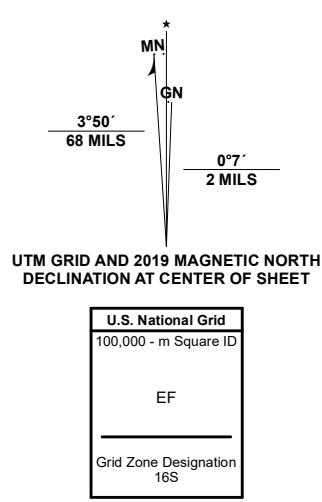 MN
GN
3°50´
68 MILS
0°7´
2 MILS
UTM GRID AND 2019 MAGNETIC NORTH
DECLINATION AT CENTER OF SHEET
U.S. National Grid
100,000 - m Square ID
EF
Grid Zone Designation
16S